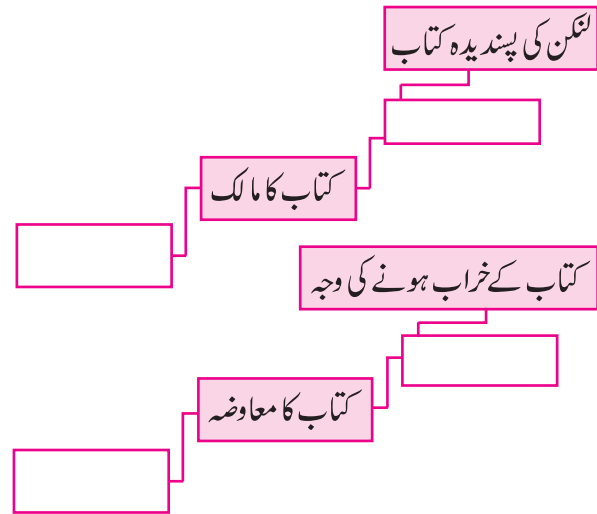 لنکن کی پسندیدہ کتاب
کتاب کا مالک
کتاب کے خراب ہونے کی وجہ
کتاب کا معاوضہ